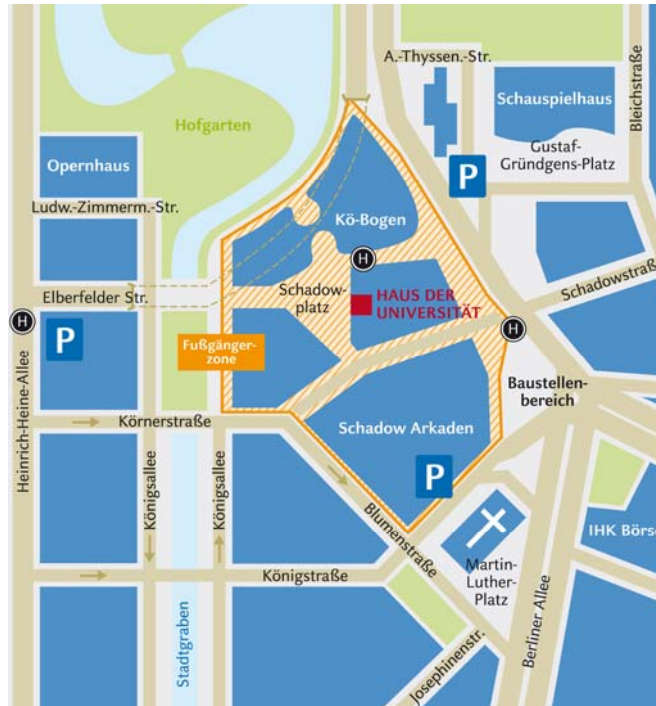 A.-Thyssen.-Str.
Schauspielhaus
Bleichstraße
Hofgarten
Gustaf-
Gründgens-Platz
Opernhaus
P
Ludw.-Zimmerm.-Str.
Kö-Bogen
H
Schadowstraß
Elberfelder Str.
Schadow-
platz
HAUS DER
UNIVERSITÄT
H
H
P
Fußgänger-
zone
Heinrich-Heine-Allee
Baustellen-
bereich
Körnerstraße
Schadow Arkaden
P
Königsallee
Königsallee
Blumenstraße
IHK Börs
Martin-
Luther-
Platz
Königstraße
Berliner Allee
Stadtgraben
Josephinenstr.